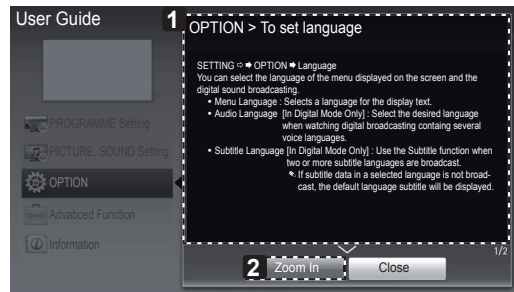 User Guide
1
OPTION > To set language
SETTING ⇨ ➡ OPTION ➡ Language
You can select the language of the menu displayed on the screen and the
digital sound broadcasting.
• Menu Language : Selects a language for the display text.
• Audio Language [In Digital Mode Only] : Select the desired language
when watching digital broadcasting containg several
voice languages.
• Subtitle Language [In Digital Mode Only] : Use the Subtitle function when
two or more subtitle languages are broadcast.
✎ If subtitle data in a selected language is not broad-
cast, the default language subtitle will be displayed.
PROGRAMME Setting
PICTURE, SOUND Setting
OPTION
Advabced Function
Information
1/2
2
Zoom In
Close